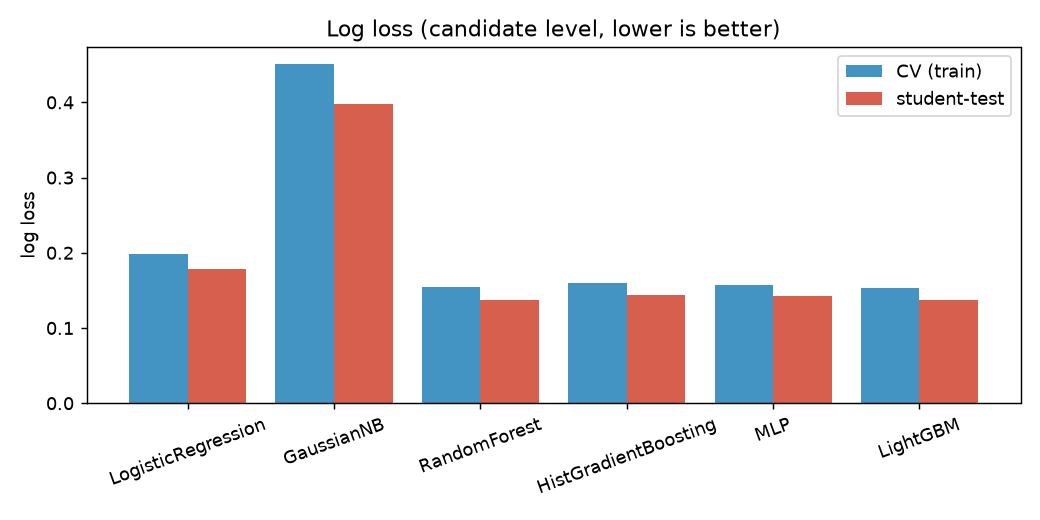 Log loss (candidate level, lower is better)
CV (train)
student-test
log loss
0.4
0.3
0.2
0.1
0.0
LogisticRegression
GaussianNB
RandomForest
HistGradientBoosting
MLP
LightGBM